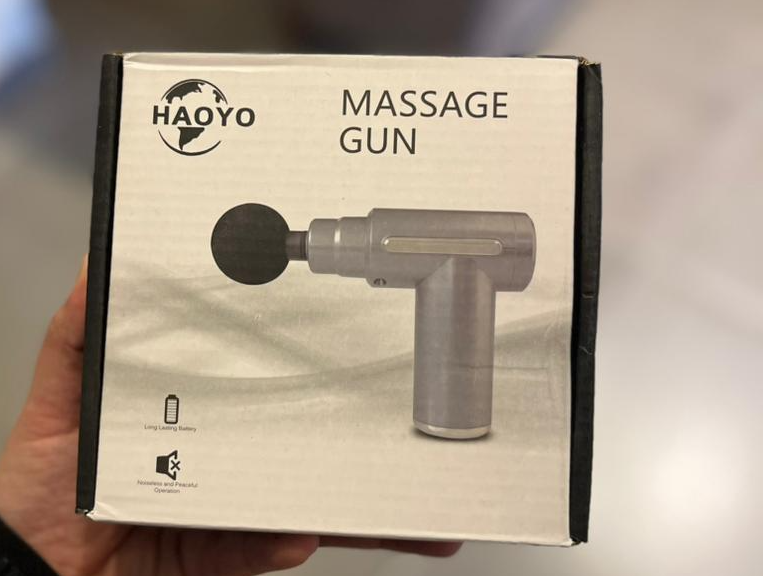 HAOYO
MASSAGE
GUN
Long Lasting Battery
Noiseless and Peaceful
Operation